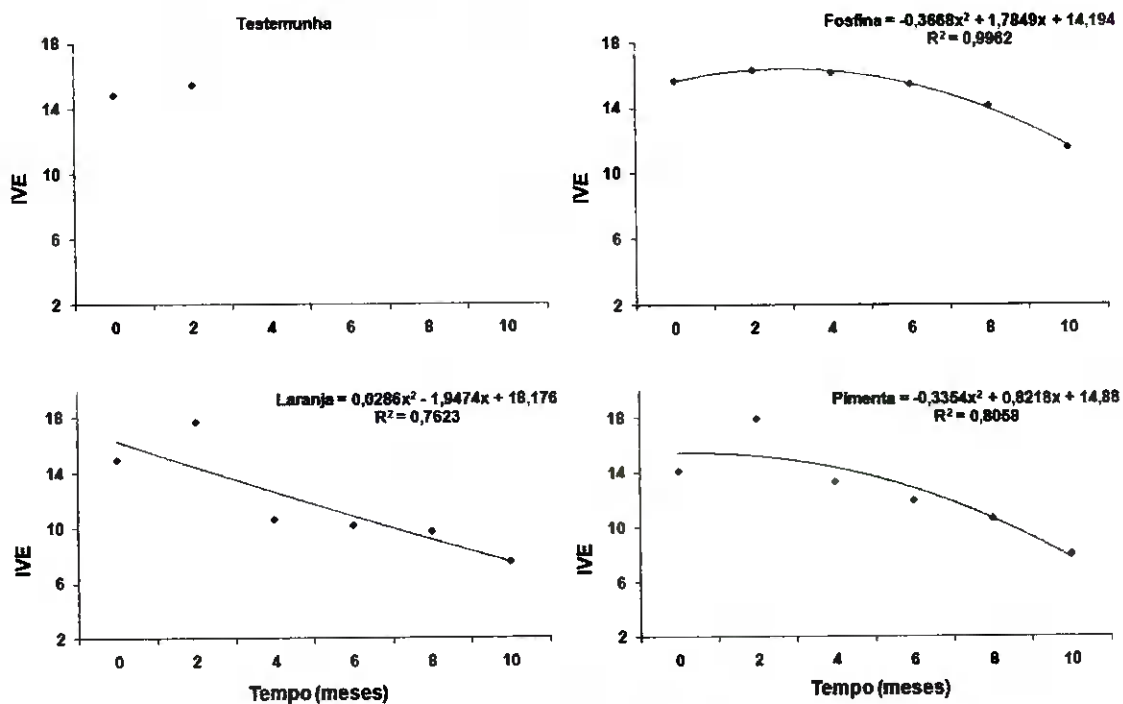 Testemunha
18
14
10
6
2
IVE
0 2 4 6 8 10
Fosfina = -0,3668x² + 1,7849x + 14,194
R² = 0,9962
18
14
10
6
2
IVE
0 2 4 6 8 10
Laranja = 0,0286x² - 1,9474x + 18,176
R² = 0,7623
18
14
10
6
2
IVE
0 2 4 6 8 10
Tempo (meses)
Pimenta = -0,3354x² + 0,8218x + 14,88
R² = 0,8058
18
14
10
6
2
IVE
0 2 4 6 8 10
Tempo (meses)